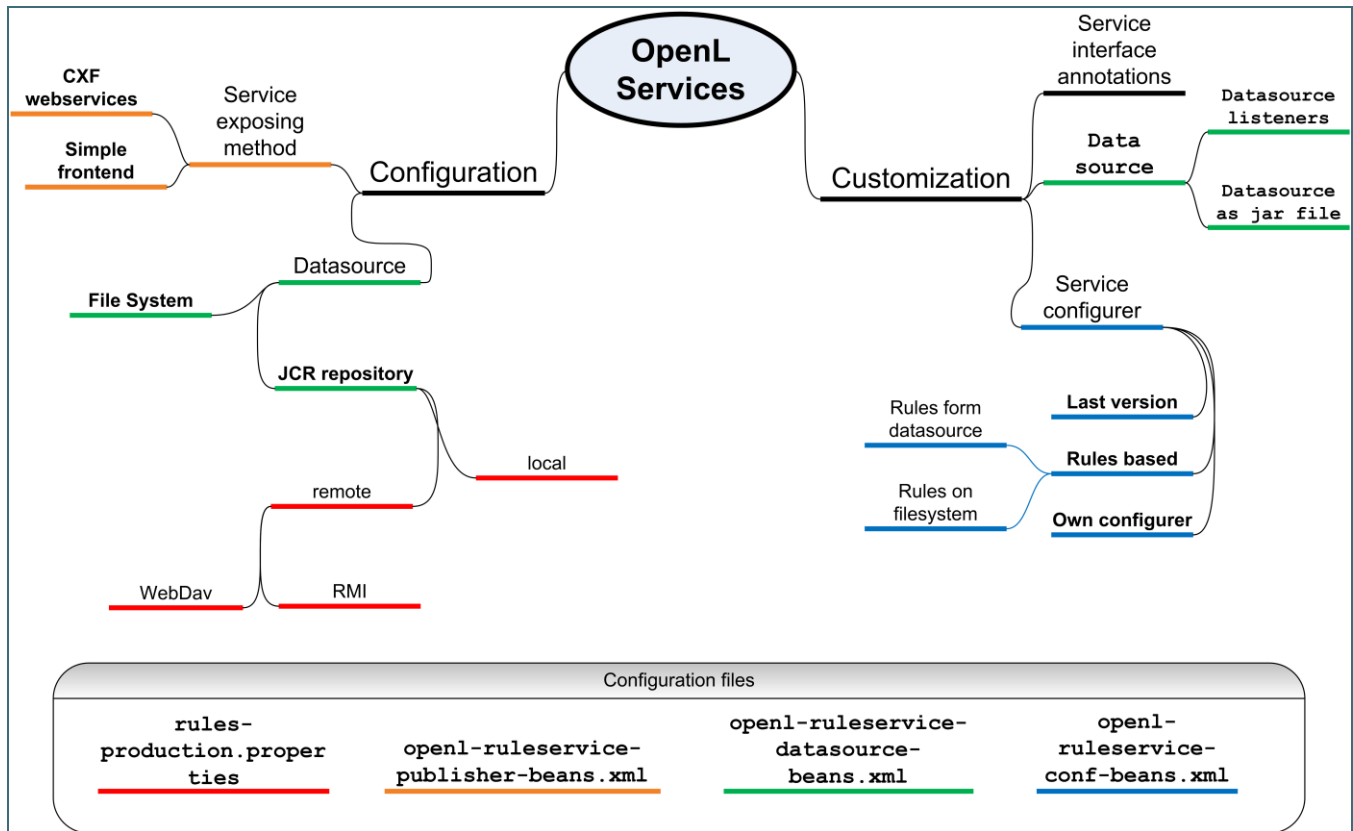 OpenL
Services
CXF
webservices
Simple
frontend
Service
exposing
method
Configuration
Datasource
File System
JCR repository
local
remote
WebDav
RMI
Customization
Service
interface
annotations
Data
source
Datasource
listeners
Datasource
as jar file
Service
configurer
Last version
Rules based
Own configurer
Rules form
datasource
Rules on
filesystem
Configuration files
rules-
production.proper
ties
openl-ruleservice-
publisher-beans.xml
openl-ruleservice-
datasource-
beans.xml
openl-
ruleservice-
conf-beans.xml